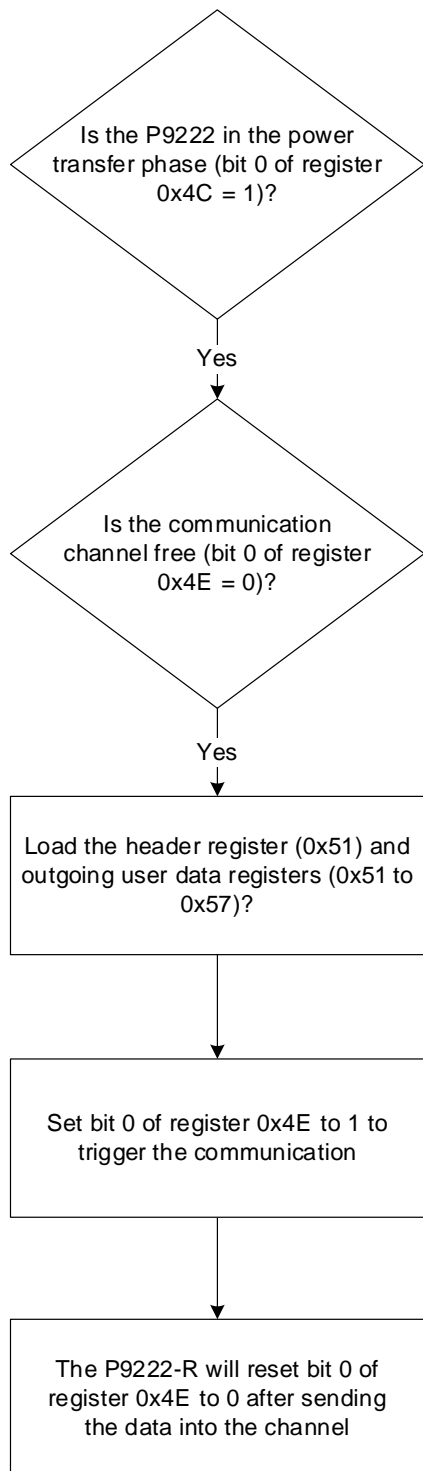 Is the P9222 in the power
transfer phase (bit 0 of register
0x4C = 1)?
Yes
Is the communication
channel free (bit 0 of register
0x4E = 0)?
Yes
Load the header register (0x51) and
outgoing user data registers (0x51 to
0x57)?
Set bit 0 of register 0x4E to 1 to
trigger the communication
The P9222-R will reset bit 0 of
register 0x4E to 0 after sending
the data into the channel